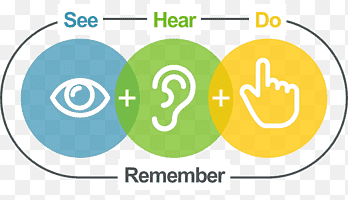 See Hear Do
+ +
Remember